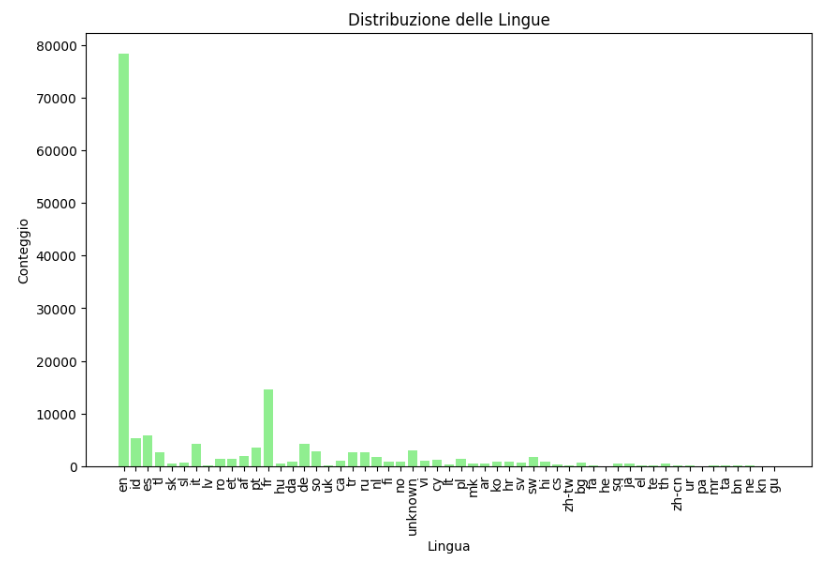 Distribuzione delle Lingue
80000
70000
60000
50000
40000
30000
20000
10000
0
Conteggio
en id es tl sk sl it lv ro et af pt fr hu da de so uk ca tr ru nl fi no unknown vi cy lt pl mk ar ko hr sv sw hi cs zh-tw bg fa he sq ja el te th zh-cn ur pa mr ta bn ne kn gu
Lingua